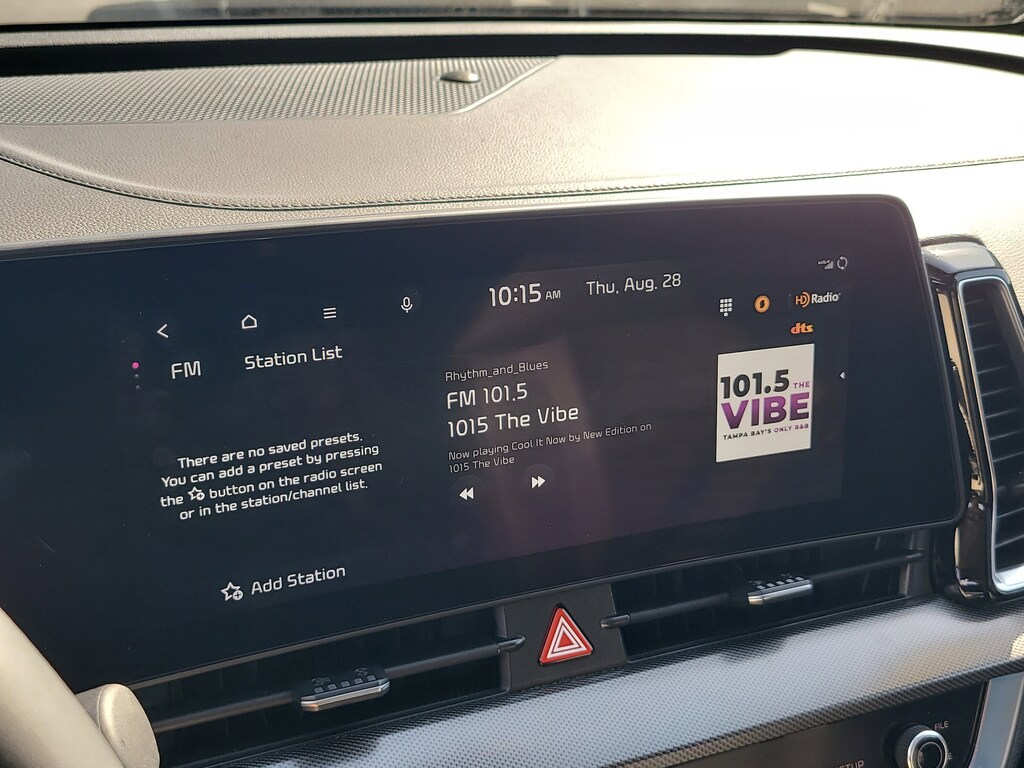 10:15 AM
Thu, Aug. 28
HD Radio
dts
FM
Station List
Rhythm_and_Blues
FM 101.5
1015 The Vibe
Now playing Cool It Now by New Edition on
1015 The Vibe
101.5 THE
VIBE
TAMPA BAY'S ONLY R&B
There are no saved presets.
You can add a preset by pressing
the button on the radio screen
or in the station/channel list.
Add Station
FILE